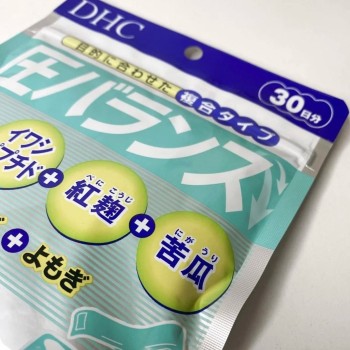 DHC
目的に合わせた 複合タイプ
30日分
圧バランス
イワシ
ペプチド
+
べに こうじ
紅麹
+
にが うり
苦瓜
+ よもぎ